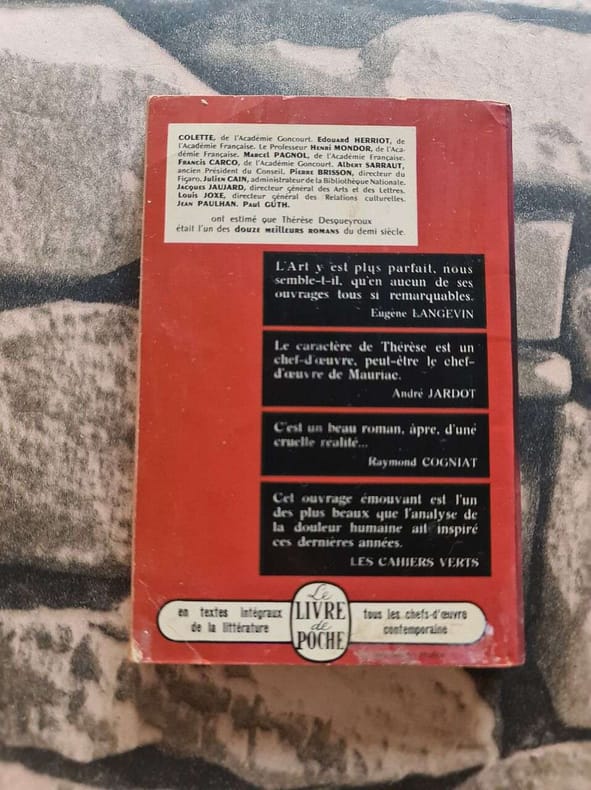 COLETTE, de l'Académie Goncourt. Edouard HERRIOT, de
l'Académie Française. Le Professeur Henri MONDOR, de l'Aca-
démie Française. Marcel PAGNOL, de l'Académie Française.
Francis CARCO, de l'Académie Goncourt. Albert SARRAUT,
ancien Président du Conseil. Pierre BRISSON, directeur du
Figaro. Julien CAIN, administrateur de la Bibliothèque Nationale.
Jacques JAUJARD, directeur général des Arts et des Lettres.
Louis JOXE, directeur général des Relations culturelles.
Jean PAULHAN. Paul GUTH.
ont estimé que Thérèse Desqueyroux
était l'un des DOUZE MEILLEURS ROMANS du demi siècle.
L'Art y est plus parfait, nous
semble-t-il, qu'en aucun de ses
ouvrages tous si remarquables.
Eugène LANGEVIN
Le caractère de Thérèse est un
chef-d'œuvre, peut-être le chef-
d'œuvre de Mauriac.
André JARDOT
C'est un beau roman, âpre, d'une
cruelle réalité...
Raymond COGNIAT
Cet ouvrage émouvant est l'un
des plus beaux que l'analyse de
la douleur humaine ait inspiré
ces dernières années.
LES CAHIERS VERTS
en textes intégraux
de la littérature
Le
LIVRE
de
POCHE
tous les chefs-d'œuvre
contemporaine